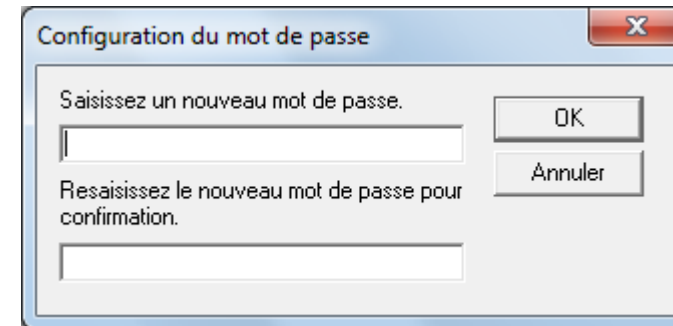 Configuration du mot de passe
Saisissez un nouveau mot de passe.
OK
Annuler
Resaisissez le nouveau mot de passe pour
confirmation.